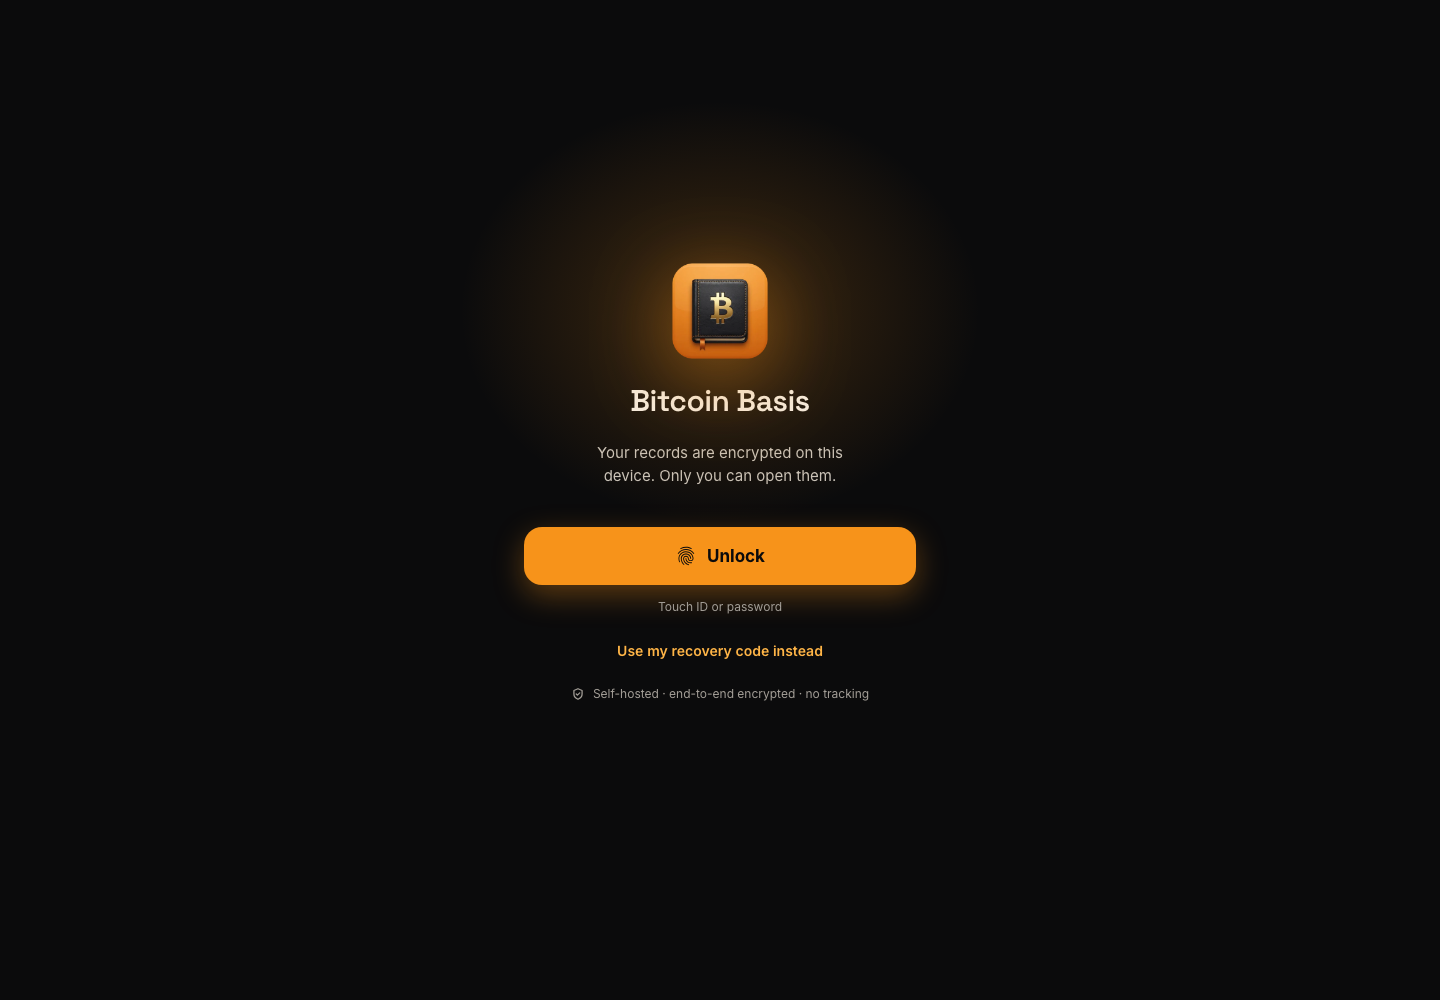 Bitcoin Basis
Your records are encrypted on this
device. Only you can open them.
Unlock
Touch ID or password
Use my recovery code instead
Self-hosted · end-to-end encrypted · no tracking